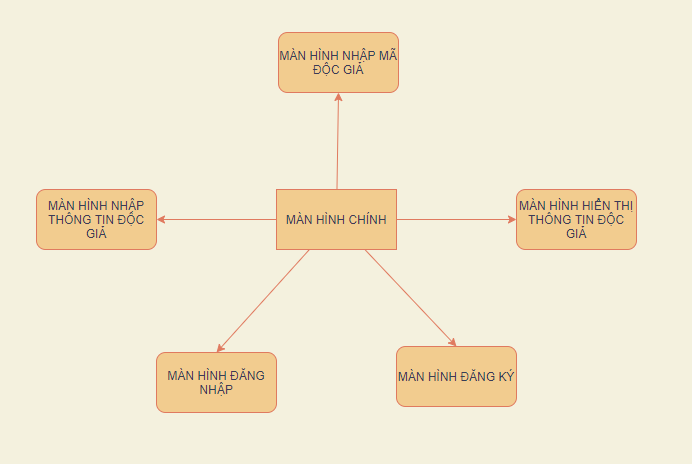 MÀN HÌNH NHẬP MÃ
ĐỘC GIẢ
MÀN HÌNH NHẬP
THÔNG TIN ĐỘC
GIẢ
MÀN HÌNH CHÍNH
MÀN HÌNH HIỂN THỊ
THÔNG TIN ĐỘC
GIẢ
MÀN HÌNH ĐĂNG
NHẬP
MÀN HÌNH ĐĂNG KÝ